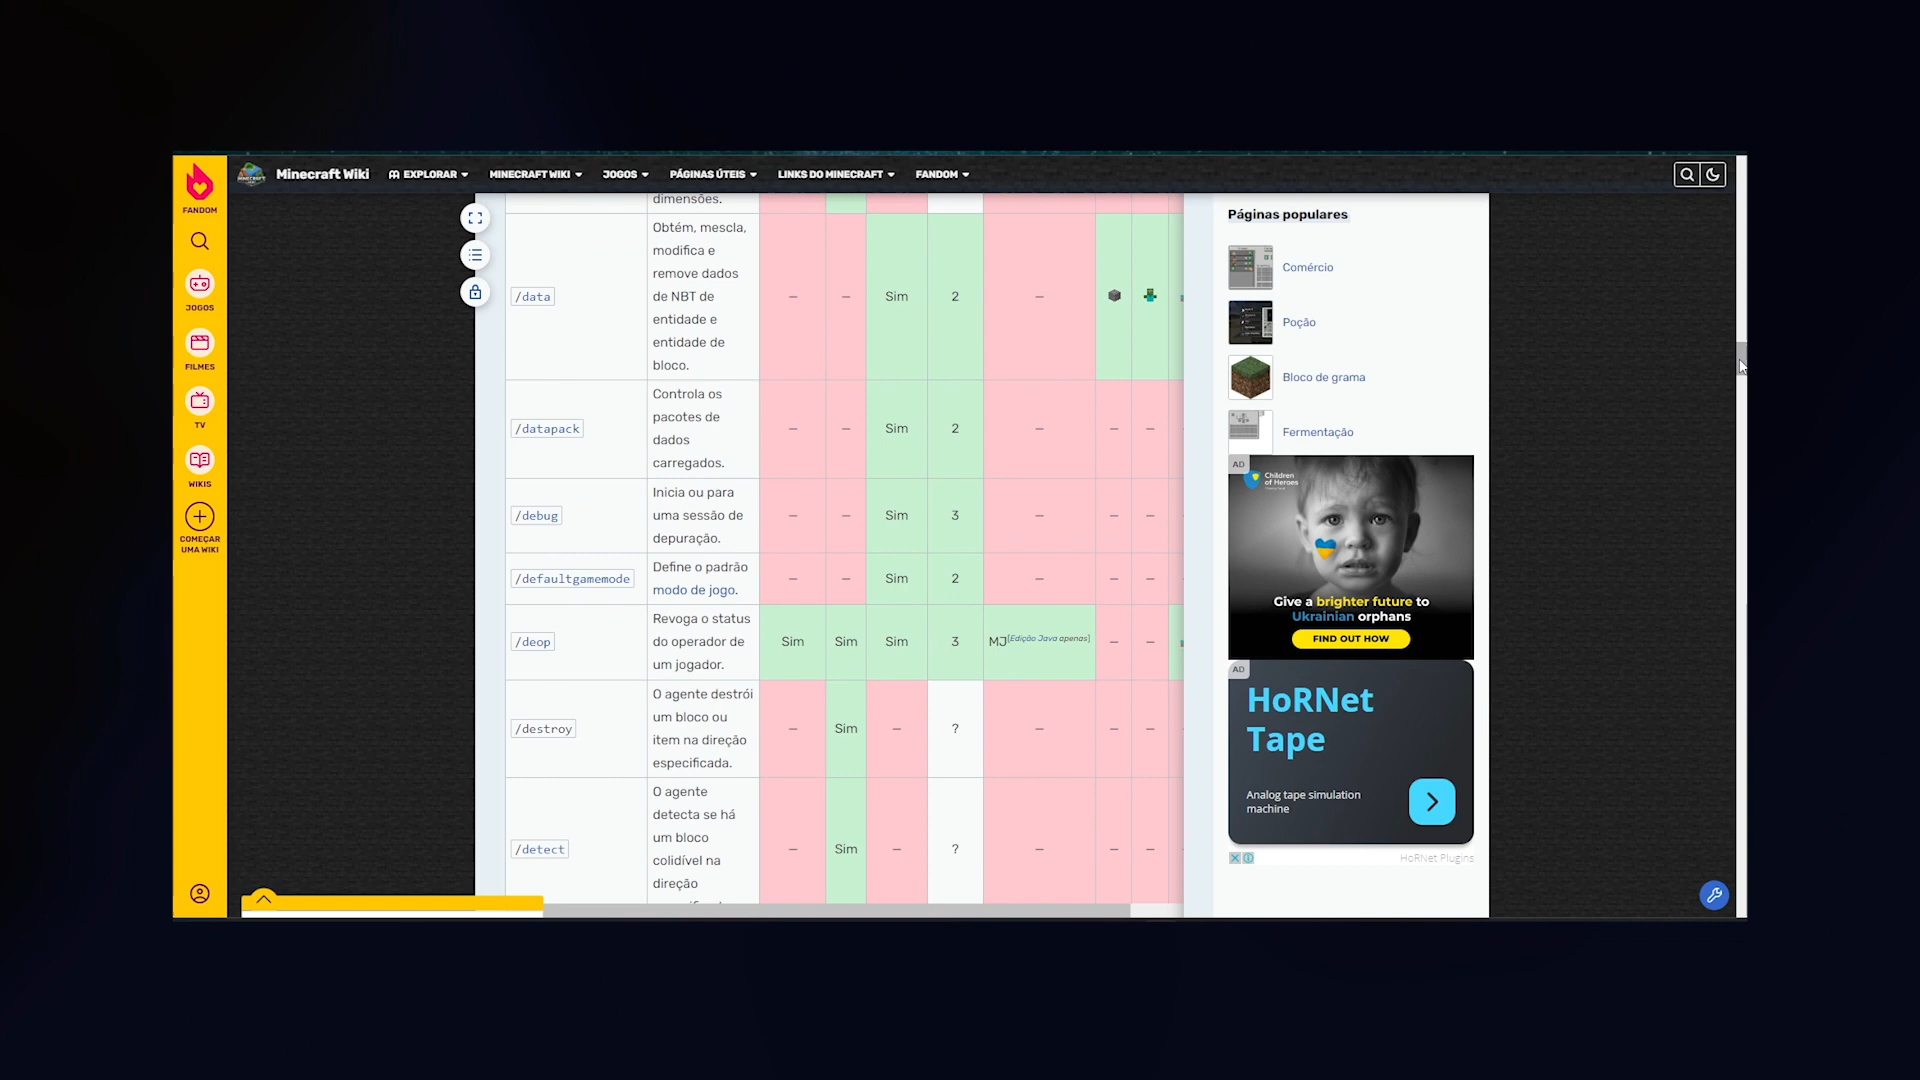 FANDOM
JOGOS
FILMES
TV
WIKIS
COMEÇAR
UMA WIKI
Minecraft Wiki
EXPLORAR
MINECRAFT WIKI
JOGOS
PÁGINAS ÚTEIS
LINKS DO MINECRAFT
FANDOM
dimensões.
/data
Obtém, mescla,
modifica e
remove dados
de NBT de
entidade e
entidade de
bloco.
– – Sim 2 –
/datapack
Controla os
pacotes de
dados
carregados.
– – Sim 2 – – –
/debug
Inicia ou para
uma sessão de
depuração.
– – Sim 3 – – –
/defaultgamemode
Define o padrão
modo de jogo.
– – Sim 2 – – –
/deop
Revoga o status
do operador de
um jogador.
Sim Sim Sim 3 MJ[Edição Java apenas] – –
/destroy
O agente destrói
um bloco ou
item na direção
especificada.
– Sim – ? – – –
/detect
O agente
detecta se há
um bloco
colidível na
direção
– Sim – ? – – –
Páginas populares
Comércio
Poção
Bloco de grama
Fermentação
AD
Children
of Heroes
Give a brighter future to
Ukrainian orphans
FIND OUT HOW
AD
HoRNet
Tape
Analog tape simulation
machine
HoRNet Plugins